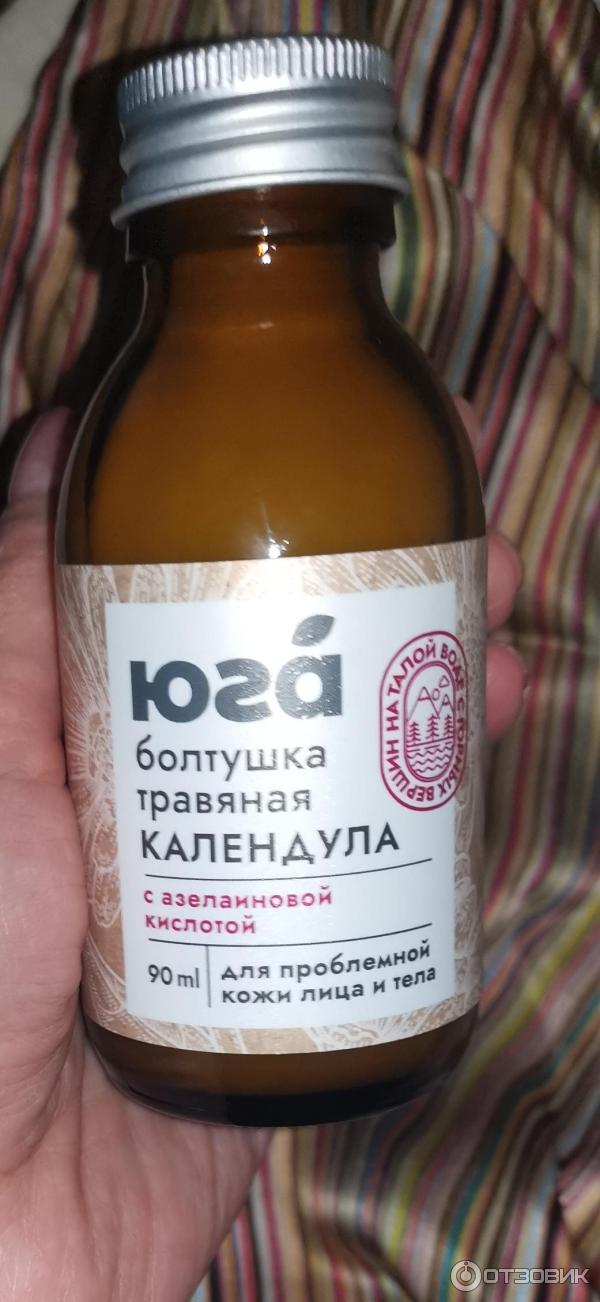 юга
болтушка
травяная
КАЛЕНДУЛА
с азелаиновой
кислотой
90 ml
для проблемной
кожи лица и тела
НА ТАЛОЙ ВОДЕ С ГОРНЫХ ВЕРШИН
ОТЗОВИК